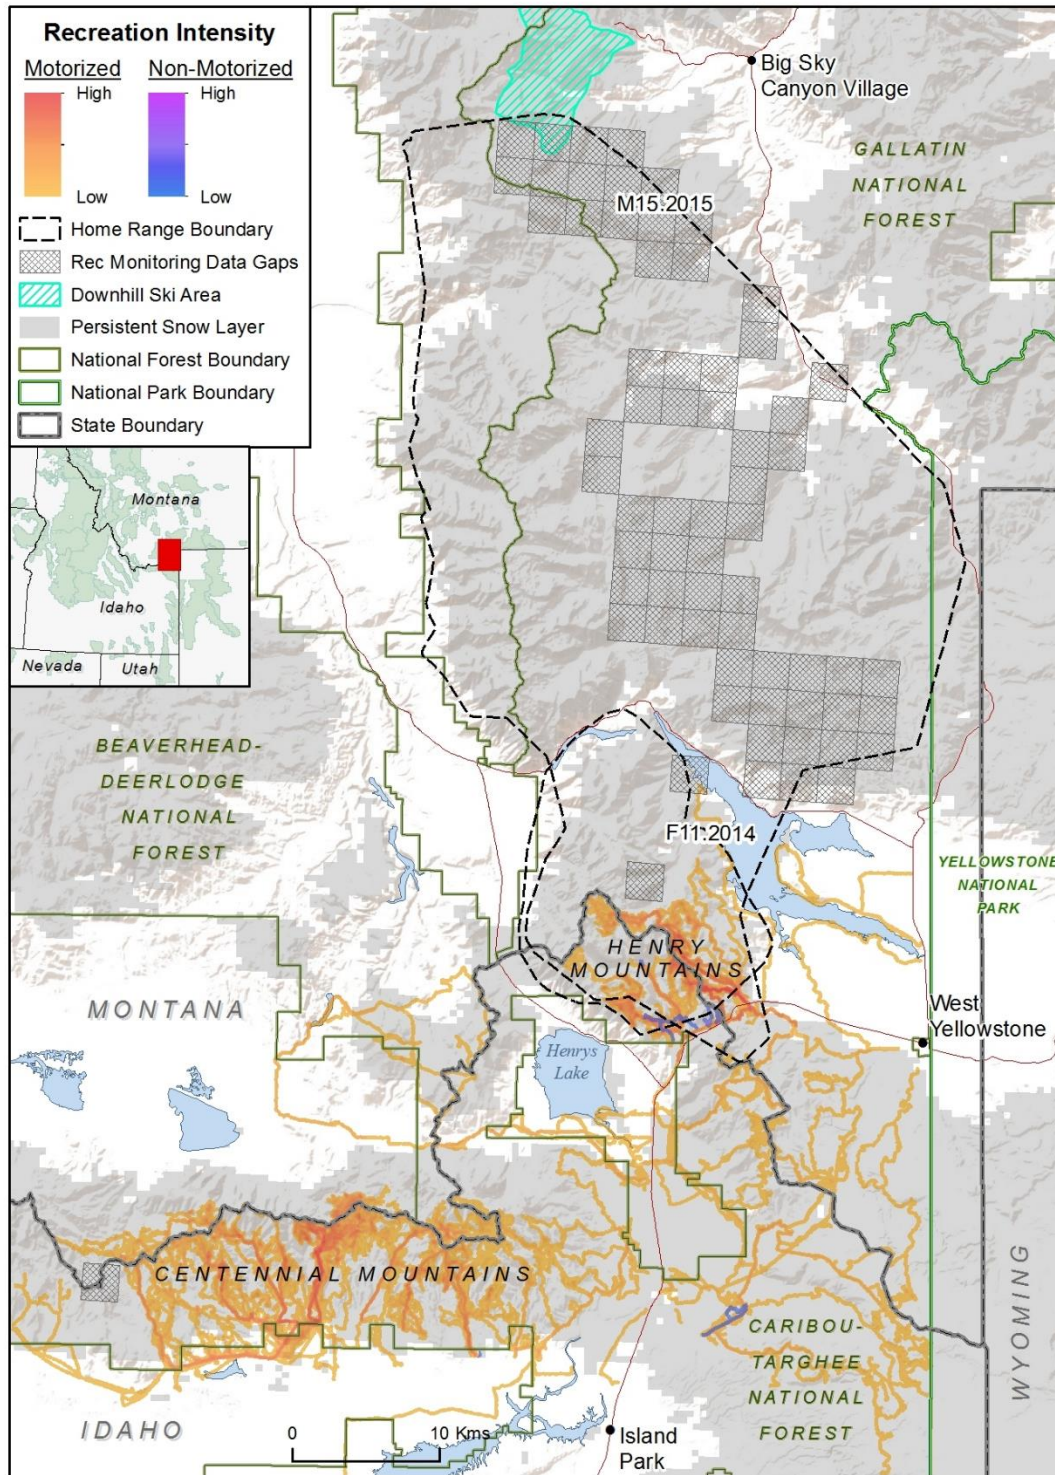 Recreation Intensity
Motorized
Non-Motorized
High
High
Low
Low
Home Range Boundary
Rec Monitoring Data Gaps
Downhill Ski Area
Persistent Snow Layer
National Forest Boundary
National Park Boundary
State Boundary
Montana
Idaho
Nevada
Utah
Big Sky
Canyon Village
GALLATIN
NATIONAL
FOREST
M15.2015
BEAVERHEAD-
DEERLODGE
NATIONAL
FOREST
F11.2014
YELLOWSTONE
NATIONAL
PARK
HENRY
MOUNTAINS
MONTANA
West
Yellowstone
Henrys
Lake
CENTENNIAL MOUNTAINS
WYOMING
CARIBOU-
TARGHEE
NATIONAL
FOREST
IDAHO
0
10 Kms
Island
Park